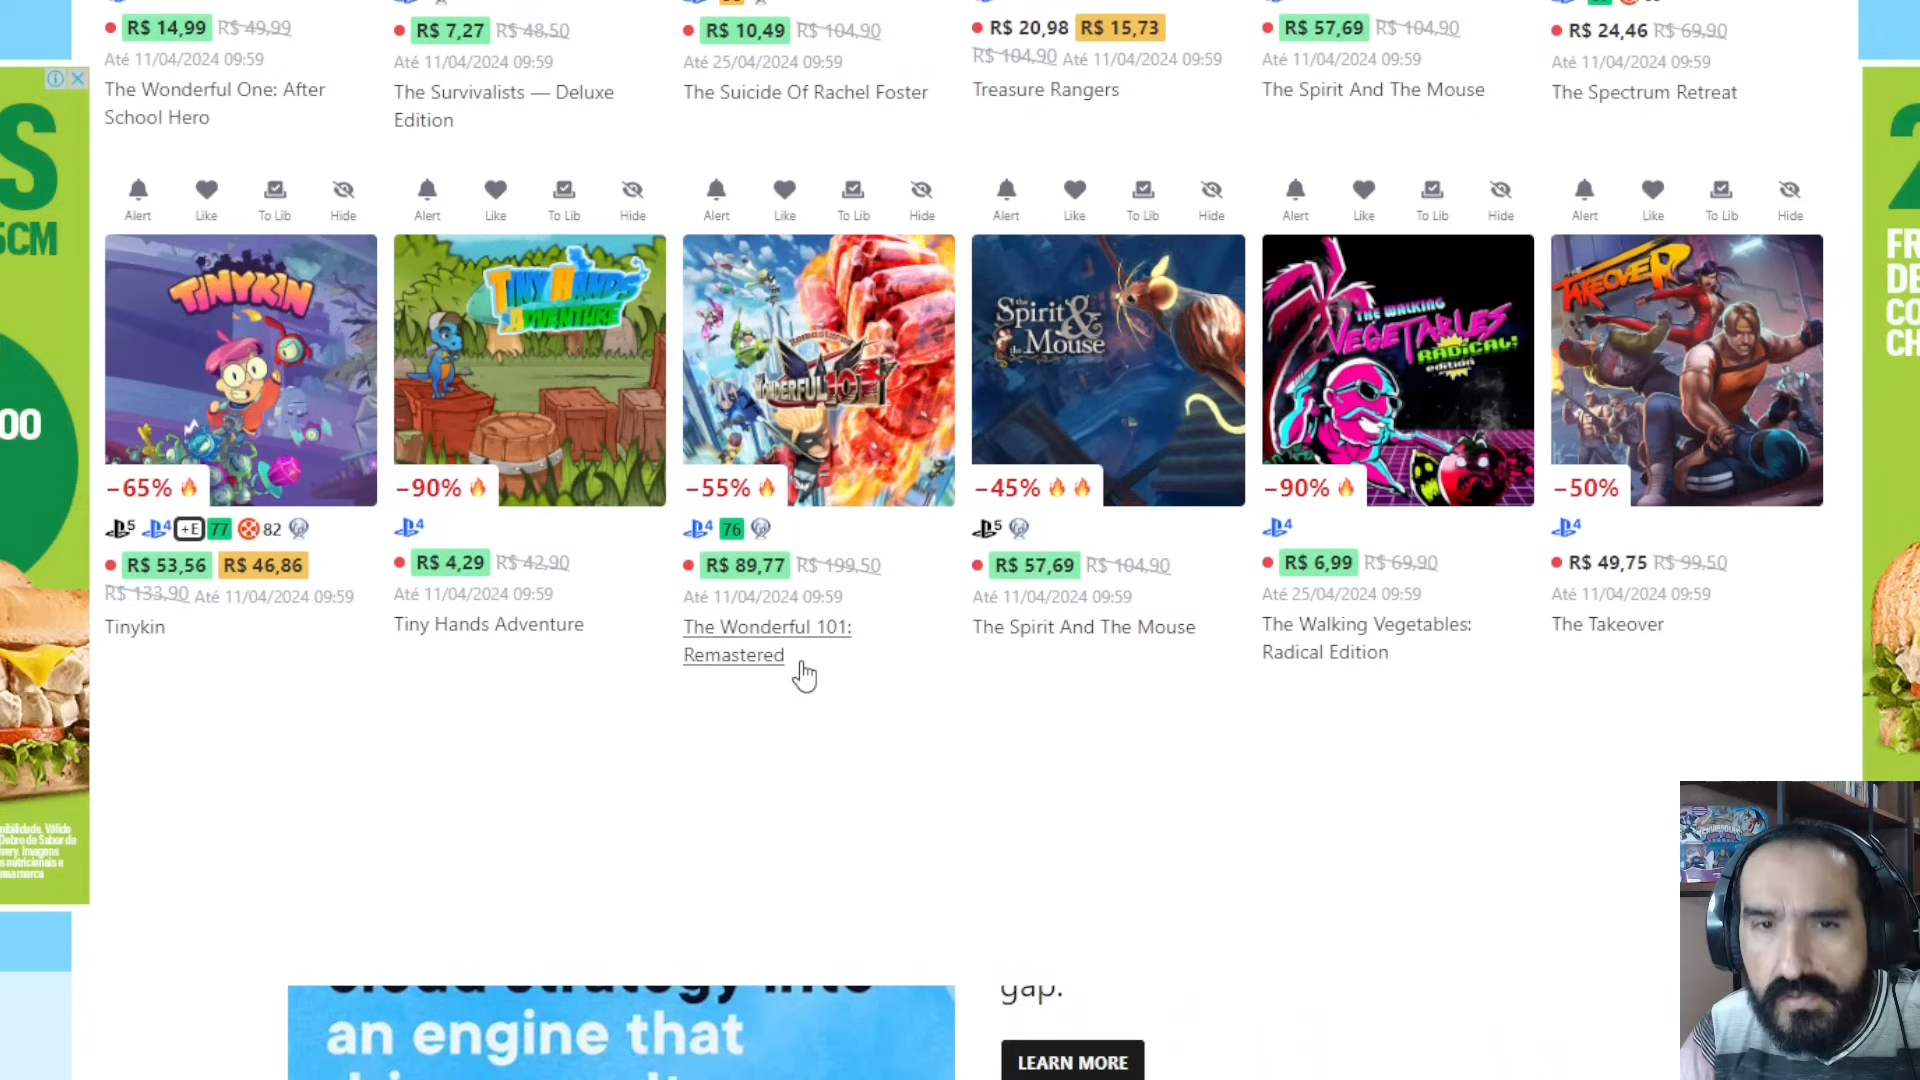 R$ 14,99 R$ 49,99
Até 11/04/2024 09:59
The Wonderful One: After
School Hero
R$ 7,27 R$ 48,50
Até 11/04/2024 09:59
The Survivalists — Deluxe
Edition
R$ 10,49 R$ 104,90
Até 25/04/2024 09:59
The Suicide Of Rachel Foster
R$ 20,98 R$ 15,73
R$ 104,90 Até 11/04/2024 09:59
Treasure Rangers
R$ 57,69 R$ 104,90
Até 11/04/2024 09:59
The Spirit And The Mouse
R$ 24,46 R$ 69,90
Até 11/04/2024 09:59
The Spectrum Retreat
Alert Like To Lib Hide
Alert Like To Lib Hide
Alert Like To Lib Hide
Alert Like To Lib Hide
Alert Like To Lib Hide
Alert Like To Lib Hide
TINYKIN
-65%
5 4 +E 77 82
R$ 53,56 R$ 46,86
R$ 133,90 Até 11/04/2024 09:59
Tinykin
TINY HANDS
ADVENTURE
-90%
4
R$ 4,29 R$ 42,90
Até 11/04/2024 09:59
Tiny Hands Adventure
Remastered
WONDERFUL 101
-55%
4 76
R$ 89,77 R$ 199,50
Até 11/04/2024 09:59
The Wonderful 101:
Remastered
the
Spirit &
the Mouse
-45%
5
R$ 57,69 R$ 104,90
Até 11/04/2024 09:59
The Spirit And The Mouse
THE WALKING
VEGETABLES
RADICAL!
edition
-90%
4
R$ 6,99 R$ 69,90
Até 25/04/2024 09:59
The Walking Vegetables:
Radical Edition
THE
TAKEOVER
-50%
4
R$ 49,75 R$ 99,50
Até 11/04/2024 09:59
The Takeover
S
5CM
00
2
FR
DE
CO
CH
an engine that
gap.
LEARN MORE
SKYLANDERS